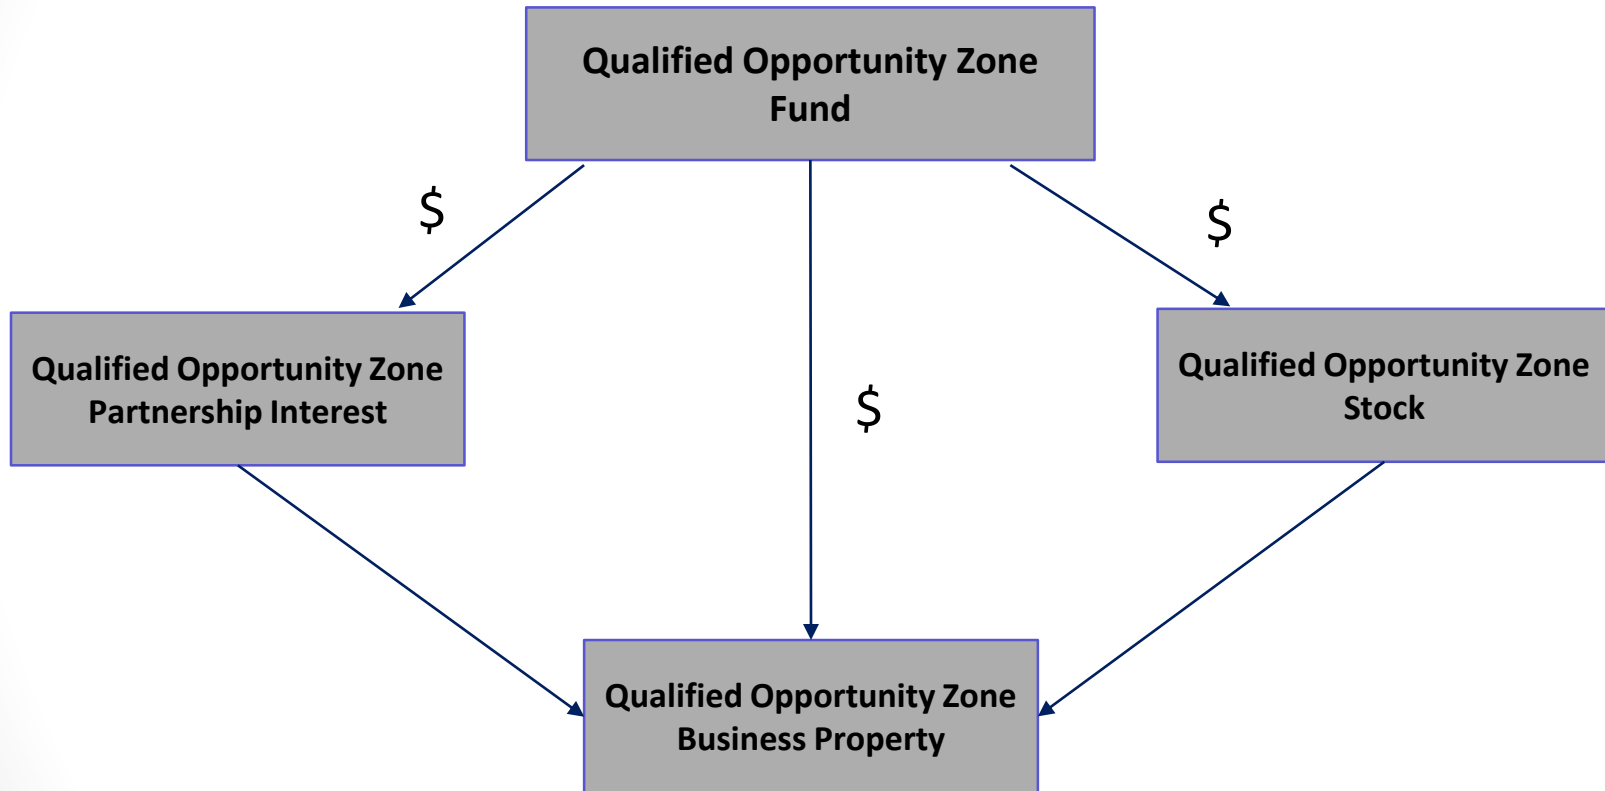 Qualified Opportunity Zone
Fund
$
$
Qualified Opportunity Zone
Partnership Interest
$
Qualified Opportunity Zone
Stock
Qualified Opportunity Zone
Business Property